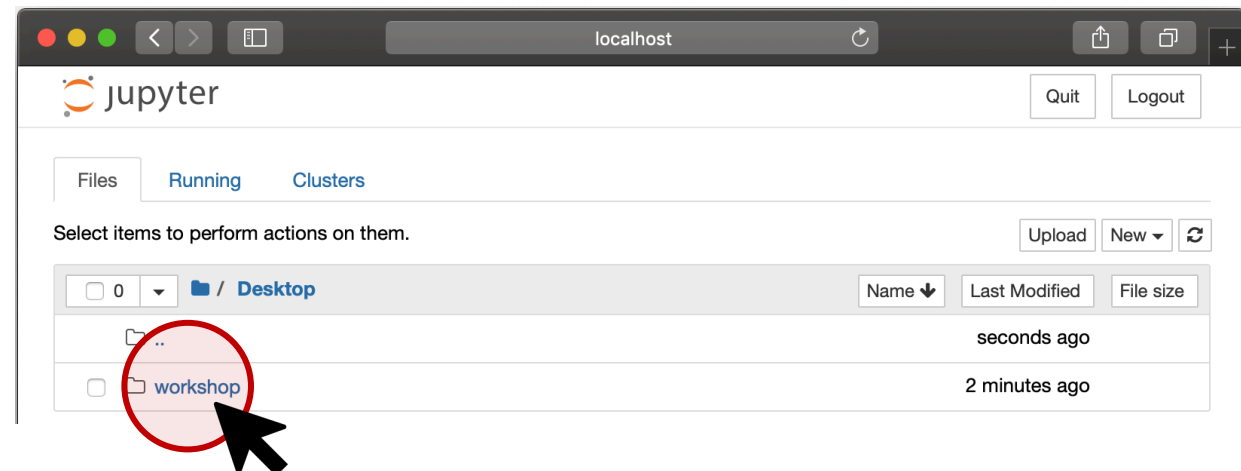 localhost
jupyter
Quit Logout
Files Running Clusters
Select items to perform actions on them.
Upload New
0 / Desktop Name Last Modified File size
.. seconds ago
workshop 2 minutes ago